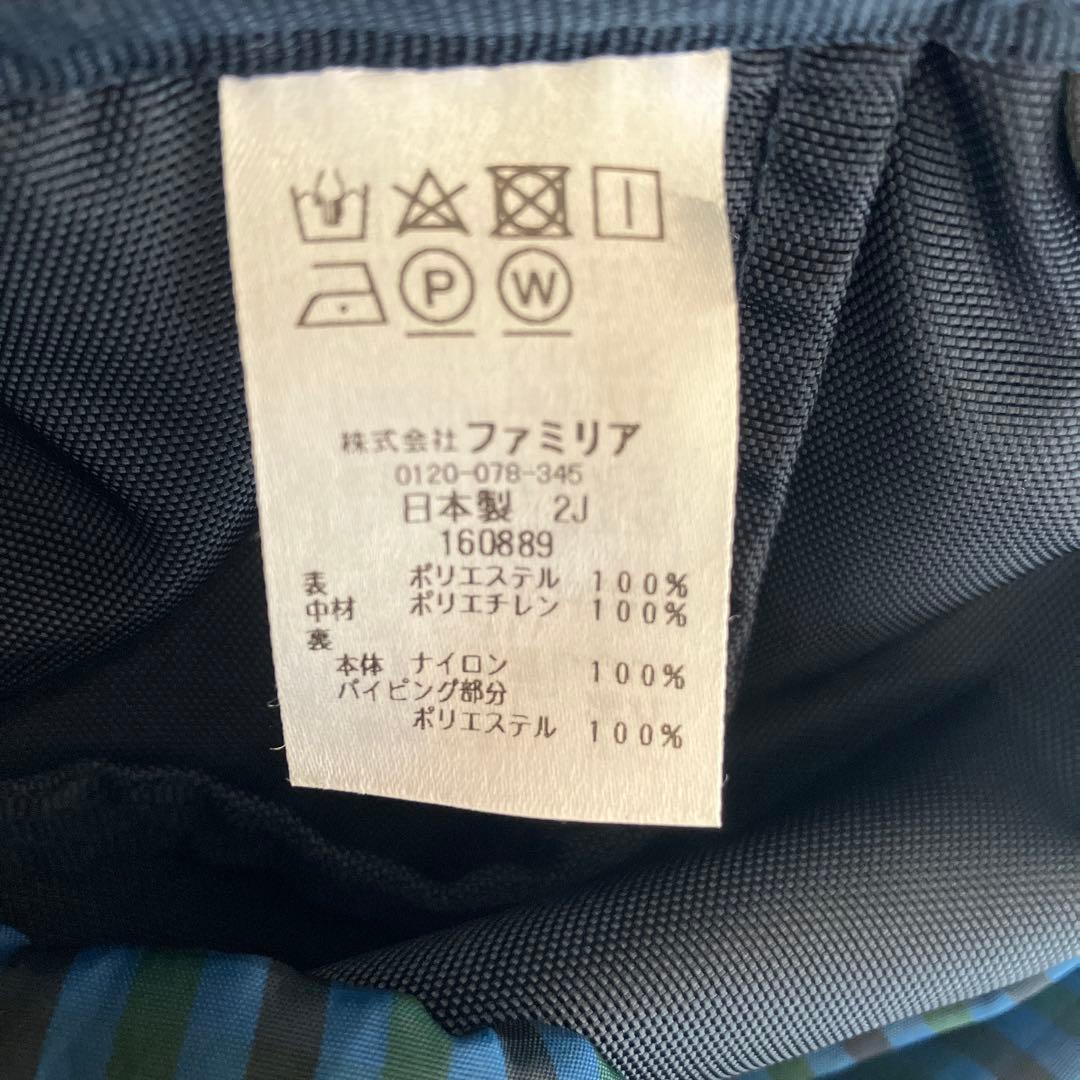 P W
株式会社ファミリア
0120-078-345
日本製 2J
160889
表 ポリエステル 100%
中材 ポリエチレン 100%
裏
本体 ナイロン 100%
パイピング部分
ポリエステル 100%